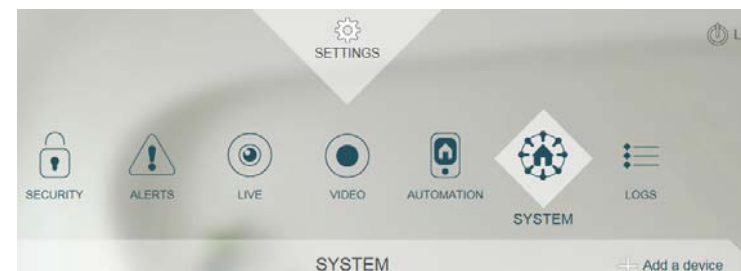 SETTINGS
L
SECURITY
ALERTS
LIVE
VIDEO
AUTOMATION
SYSTEM
LOGS
SYSTEM
Add a device